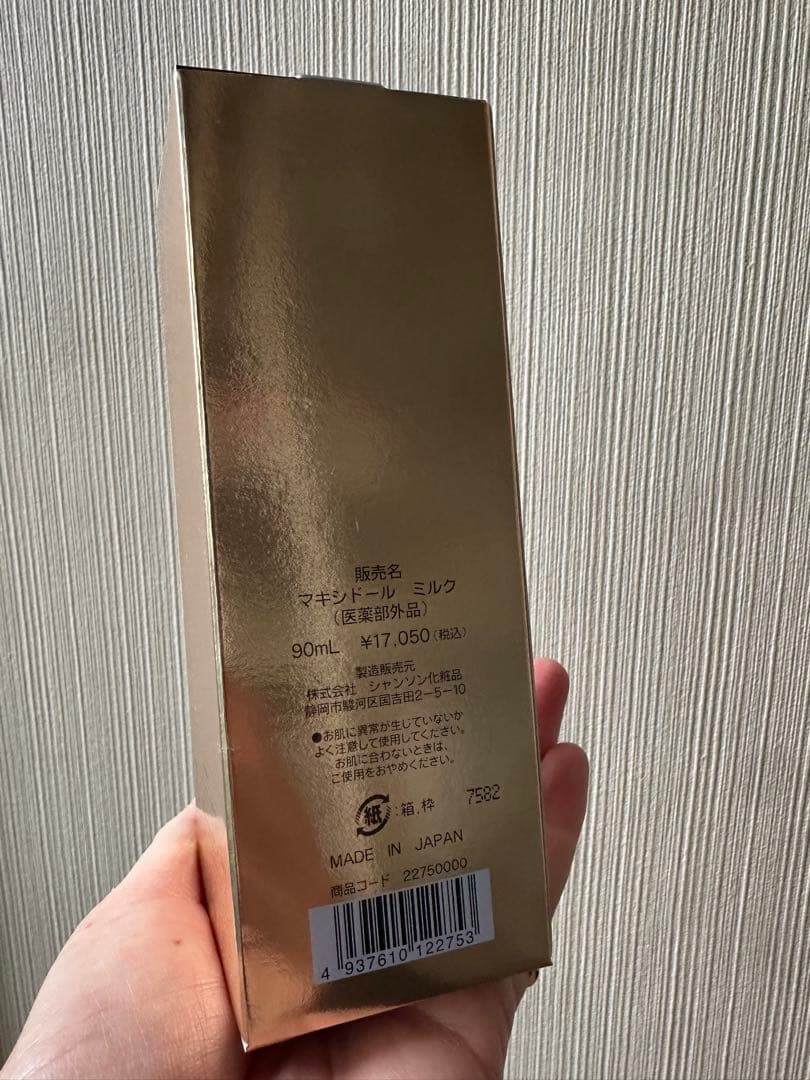 販売名
マキシドール ミルク
（医薬部外品）
90mL ¥17,050（税込）
製造販売元
株式会社 シャンソン化粧品
静岡市駿河区国吉田2-5-10
●お肌に異常が生じていないか
よく注意して使用してください。
お肌に合わないときは、
ご使用をおやめください。
紙:箱,枠 7582
MADE IN JAPAN
商品コード 22750000
4 937610 122753